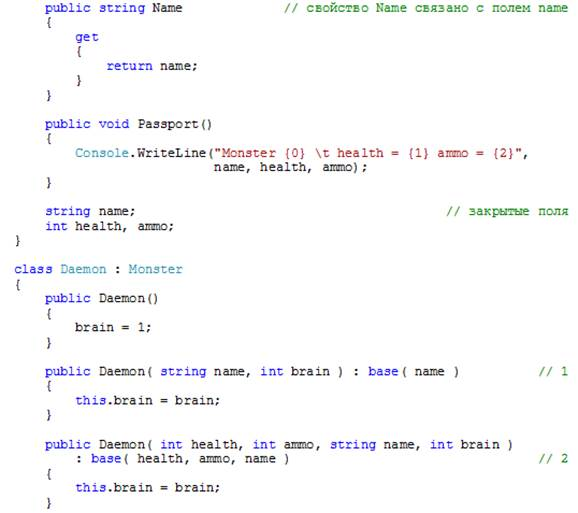 public string Name // свойство Name связано с полем name
{
get
{
return name;
}
}
public void Passport()
{
Console.WriteLine("Monster {0} \t health = {1} ammo = {2}",
name, health, ammo);
}
string name; // закрытые поля
int health, ammo;
}
class Daemon : Monster
{
public Daemon()
{
brain = 1;
}
public Daemon( string name, int brain ) : base( name ) // 1
{
this.brain = brain;
}
public Daemon( int health, int ammo, string name, int brain )
: base( health, ammo, name ) // 2
{
this.brain = brain;
}